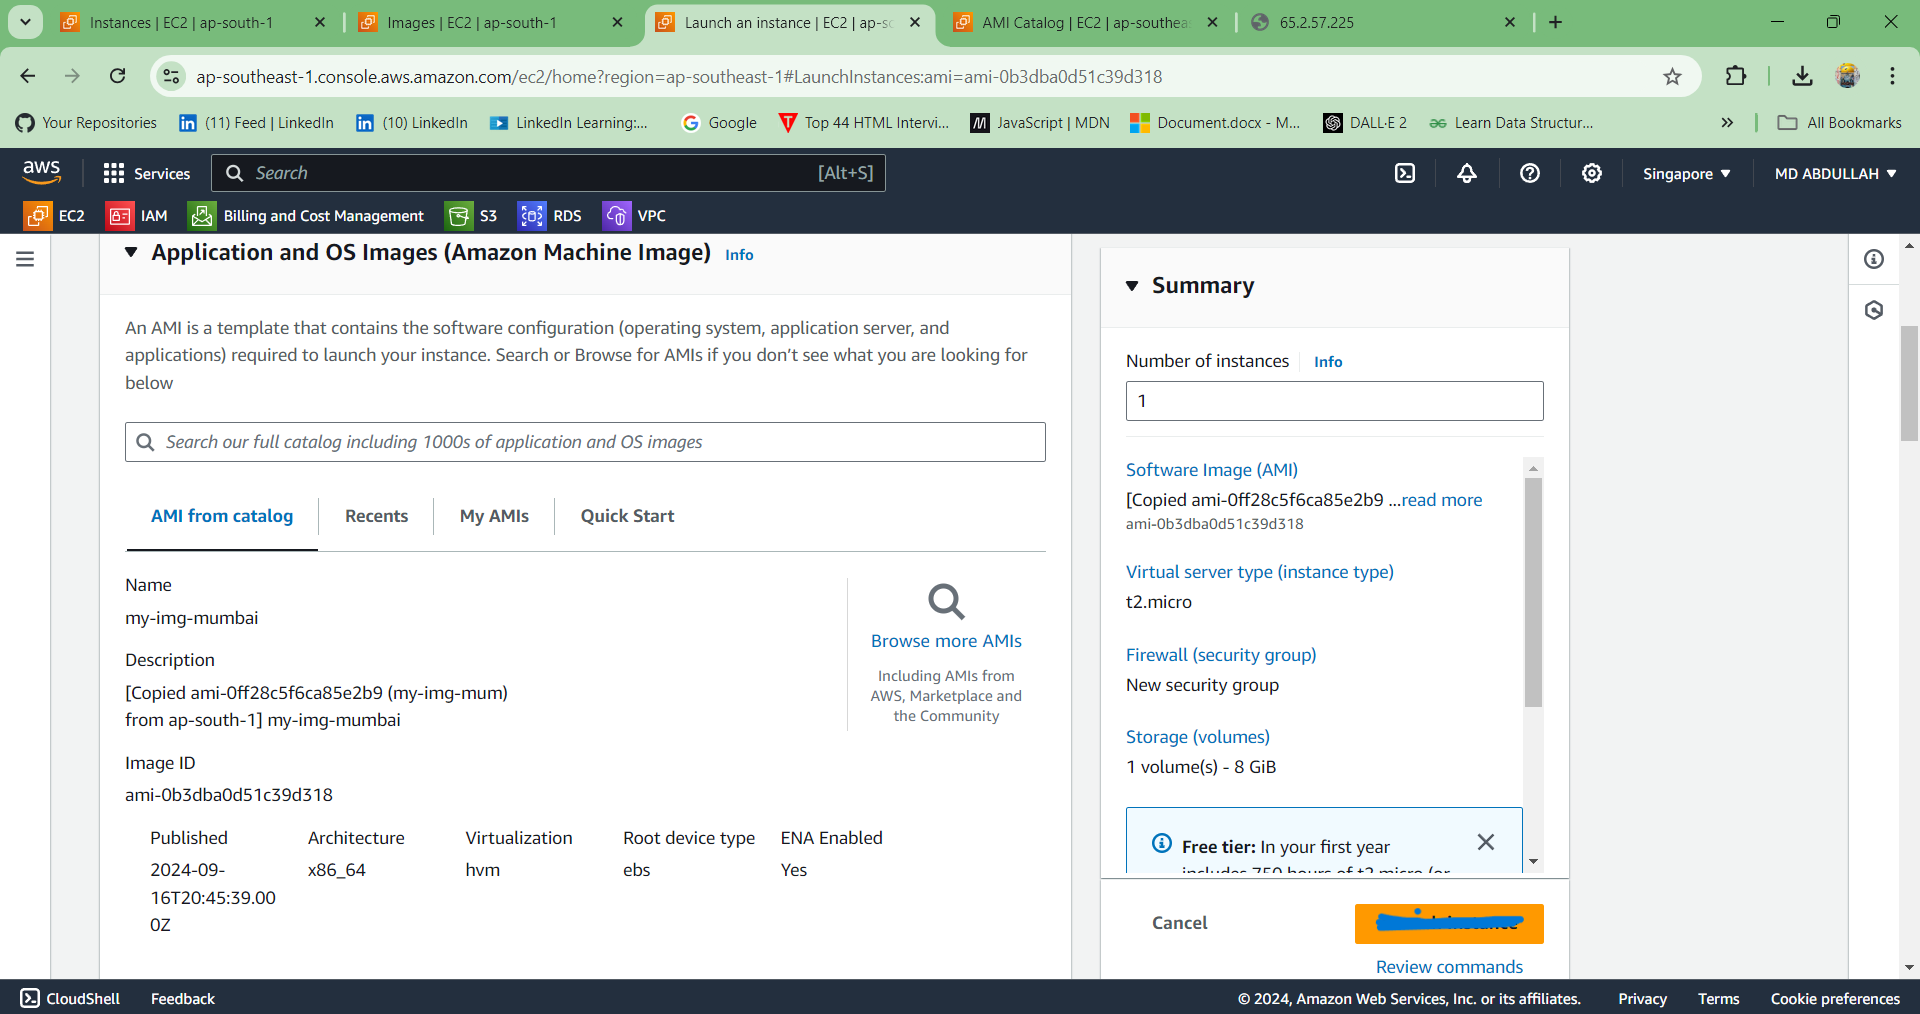 Instances | EC2 | ap-south-1
Images | EC2 | ap-south-1
Launch an instance | EC2 | ap-so
AMI Catalog | EC2 | ap-southeas
65.2.57.225
ap-southeast-1.console.aws.amazon.com/ec2/home?region=ap-southeast-1#LaunchInstances:ami=ami-0b3dba0d51c39d318
Your Repositories
(11) Feed | LinkedIn
(10) LinkedIn
LinkedIn Learning:...
Google
Top 44 HTML Intervi...
JavaScript | MDN
Document.docx - M...
DALL·E 2
Learn Data Structur...
All Bookmarks
aws
Services
Search
[Alt+S]
Singapore
MD ABDULLAH
EC2
IAM
Billing and Cost Management
S3
RDS
VPC
Application and OS Images (Amazon Machine Image) Info
An AMI is a template that contains the software configuration (operating system, application server, and
applications) required to launch your instance. Search or Browse for AMIs if you don’t see what you are looking for
below
Search our full catalog including 1000s of application and OS images
AMI from catalog
Recents
My AMIs
Quick Start
Name
my-img-mumbai
Description
[Copied ami-0ff28c5f6ca85e2b9 (my-img-mum)
from ap-south-1] my-img-mumbai
Image ID
ami-0b3dba0d51c39d318
Browse more AMIs
Including AMIs from
AWS, Marketplace and
the Community
Published
2024-09-
16T20:45:39.00
0Z
Architecture
x86_64
Virtualization
hvm
Root device type
ebs
ENA Enabled
Yes
Summary
Number of instances Info
1
Software Image (AMI)
[Copied ami-0ff28c5f6ca85e2b9 ...read more
ami-0b3dba0d51c39d318
Virtual server type (instance type)
t2.micro
Firewall (security group)
New security group
Storage (volumes)
1 volume(s) - 8 GiB
Free tier: In your first year
includes 750 hours of t2.micro (or
Cancel
Review commands
CloudShell
Feedback
© 2024, Amazon Web Services, Inc. or its affiliates.
Privacy
Terms
Cookie preferences